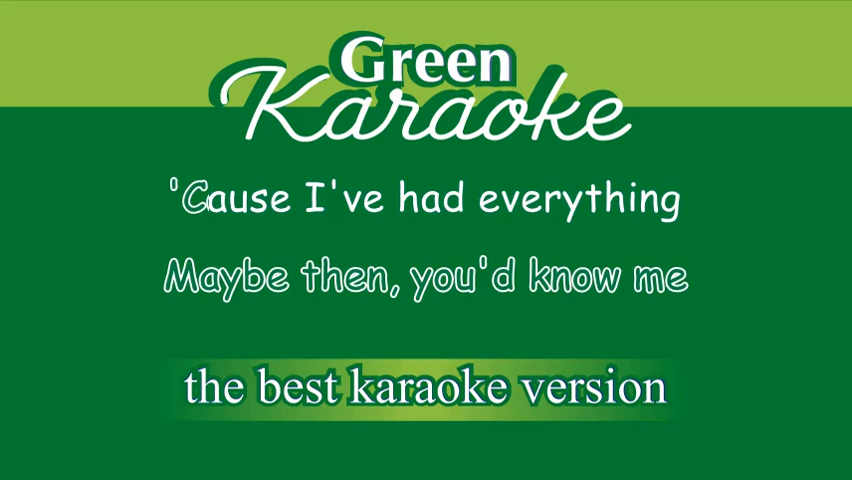 Green
Karaoke
'Cause I've had everything
Maybe then, you'd know me
the best karaoke version